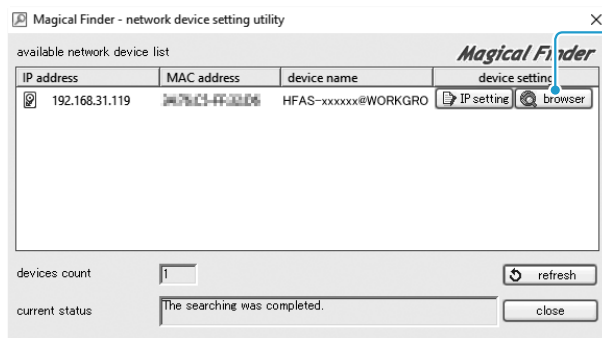 Magical Finder - network device setting utility
available network device list
Magical Finder
IP address MAC address device name device setting
192.168.31.119 HFAS-xxxxxx@WORKGRO IP setting browser
devices count 1 refresh
current status The searching was completed. close